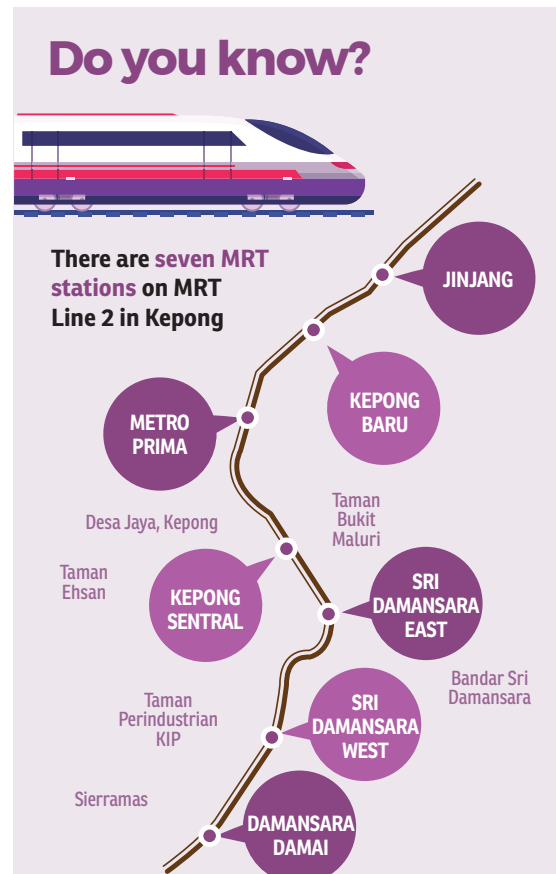 Do you know?
There are seven MRT
stations on MRT
Line 2 in Kepong
JINJANG
KEPONG
BARU
METRO
PRIMA
Desa Jaya, Kepong
Taman
Bukit
Maluri
Taman
Ehsan
KEPONG
SENTRAL
SRI
DAMANSARA
EAST
Bandar Sri
Damansara
Taman
Perindustrian
KIP
SRI
DAMANSARA
WEST
Sierramas
DAMANSARA
DAMAI